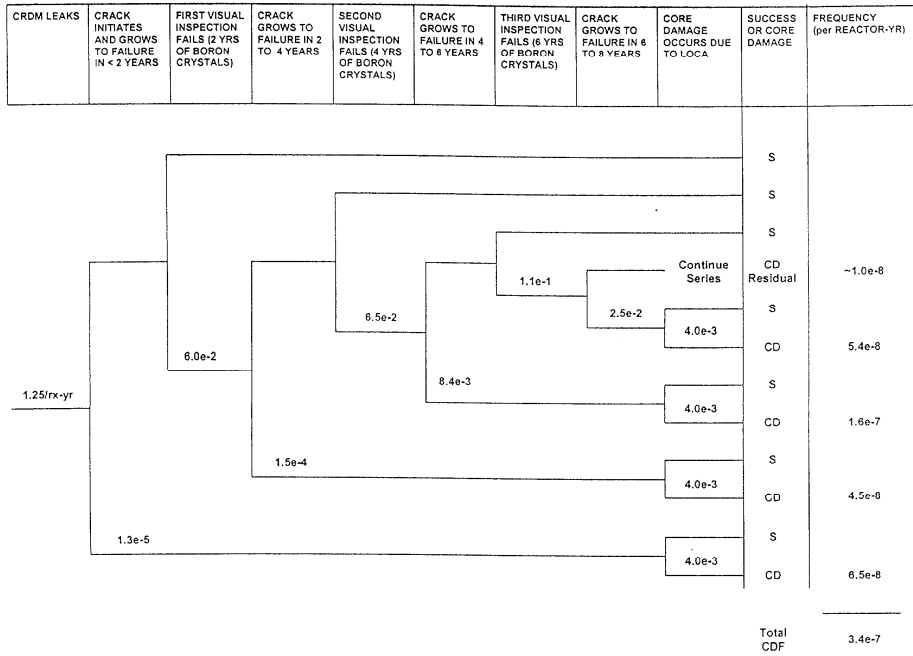 CRDM LEAKS
CRACK
INITIATES
AND GROWS
TO FAILURE
IN < 2 YEARS
FIRST VISUAL
INSPECTION
FAILS (2 YRS
OF BORON
CRYSTALS)
CRACK
GROWS TO
FAILURE IN 2
TO 4 YEARS
SECOND
VISUAL
INSPECTION
FAILS (4 YRS
OF BORON
CRYSTALS)
CRACK
GROWS TO
FAILURE IN 4
TO 6 YEARS
THIRD VISUAL
INSPECTION
FAILS (6 YRS
OF BORON
CRYSTALS)
CRACK
GROWS TO
FAILURE IN 6
TO 8 YEARS
CORE
DAMAGE
OCCURS DUE
TO LOCA
SUCCESS
OR CORE
DAMAGE
FREQUENCY
(per REACTOR-YR)
S
S
S
Continue
Series
CD
Residual
~1.0e-8
1.1e-1
2.5e-2
S
4.0e-3
CD
5.4e-8
6.5e-2
6.0e-2
8.4e-3
S
4.0e-3
CD
1.6e-7
1.25/rx-yr
1.5e-4
S
4.0e-3
CD
4.5e-8
1.3e-5
S
4.0e-3
CD
6.5e-8
Total
CDF
3.4e-7